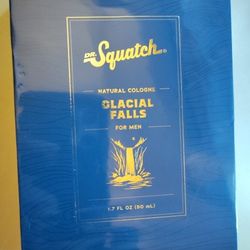 DR. Squatch®
NATURAL COLOGNE
GLACIAL
FALLS
FOR MEN
1.7 FL OZ (50 mL)